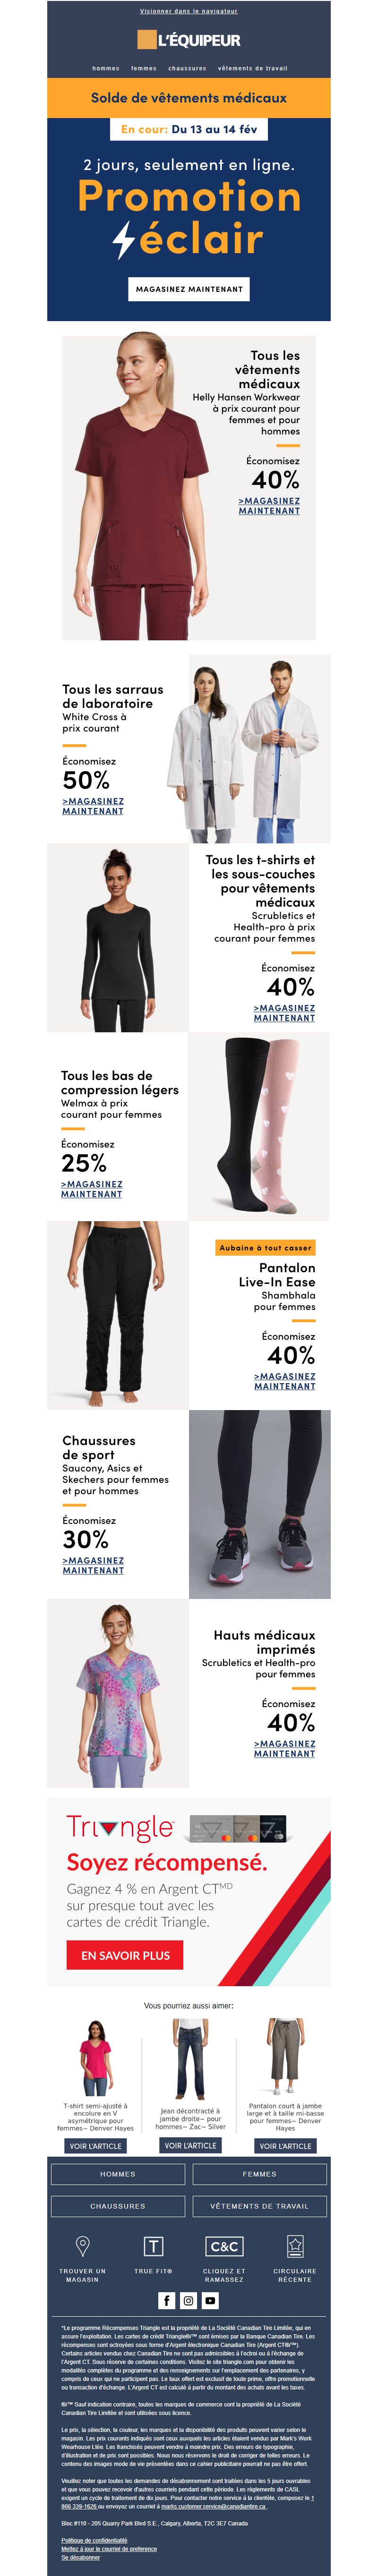 Visionner dans le navigateur
L'ÉQUIPEUR
hommes femmes chaussures vêtements de travail
Solde de vêtements médicaux
En cour: Du 13 au 14 fév
2 jours, seulement en ligne.
Promotion
éclair
MAGASINEZ MAINTENANT
Tous les
vêtements
médicaux
Helly Hansen Workwear
à prix courant pour
femmes et pour
hommes
Économisez
40%
>MAGASINEZ
MAINTENANT
Tous les sarraus
de laboratoire
White Cross à
prix courant
Économisez
50%
>MAGASINEZ
MAINTENANT
Tous les t-shirts et
les sous-couches
pour vêtements
médicaux
Scrubletics et
Health-pro à prix
courant pour femmes
Économisez
40%
>MAGASINEZ
MAINTENANT
Tous les bas de
compression légers
Welmax à prix
courant pour femmes
Économisez
25%
>MAGASINEZ
MAINTENANT
Aubaine à tout casser
Pantalon
Live-In Ease
Shambhala
pour femmes
Économisez
40%
>MAGASINEZ
MAINTENANT
Chaussures
de sport
Saucony, Asics et
Skechers pour femmes
et pour hommes
Économisez
30%
>MAGASINEZ
MAINTENANT
Hauts médicaux
imprimés
Scrubletics et Health-pro
pour femmes
Économisez
40%
>MAGASINEZ
MAINTENANT
Triangle
Soyez récompensé.
Gagnez 4 % en Argent CTMD
sur presque tout avec les
cartes de crédit Triangle.
EN SAVOIR PLUS
Vous pourriez aussi aimer:
T-shirt semi-ajusté à
encolure en V
asymétrique pour
femmes~ Denver Hayes
VOIR L'ARTICLE
Jean décontracté à
jambe droite~ pour
hommes~ Zac~ Silver
VOIR L'ARTICLE
Pantalon court à jambe
large et à taille mi-basse
pour femmes~ Denver
Hayes
VOIR L'ARTICLE
HOMMES
FEMMES
CHAUSSURES
VÊTEMENTS DE TRAVAIL
TROUVER UN
MAGASIN
T
TRUE FIT®
C&C
CLIQUEZ ET
RAMASSEZ
CIRCULAIRE
RÉCENTE
*Le programme Récompenses Triangle est la propriété de La Société Canadian Tire Limitée, qui en
assure l'exploitation. Les cartes de crédit Triangle®/™ sont émises par la Banque Canadian Tire. Les
récompenses sont octroyées sous forme d'Argent électronique Canadian Tire (Argent CT®/™).
Certains articles vendus chez Canadian Tire ne sont pas admissibles à l'octroi ou à l'échange de
l'Argent CT. Sous réserve de certaines conditions. Visitez le site triangle.com pour obtenir les
modalités complètes du programme et des renseignements sur l'emplacement des partenaires, y
compris de ceux qui ne participent pas. Le taux offert est exclusif de toute prime, offre promotionnelle
ou transaction d'échange. L'Argent CT est calculé à partir du montant des achats avant les taxes.
®/™ Sauf indication contraire, toutes les marques de commerce sont la propriété de La Société
Canadian Tire Limitée et sont utilisées sous licence.
Le prix, la sélection, la couleur, les marques et la disponibilité des produits peuvent varier selon le
magasin. Les prix courants indiqués sont ceux auxquels les articles étaient vendus par Mark's Work
Wearhouse Ltée. Les franchisés peuvent vendre à moindre prix. Des erreurs de typographie,
d'illustration et de prix sont possibles. Nous nous réservons le droit de corriger de telles erreurs. Le
contenu des images mode de vie présentées dans ce cahier publicitaire pourrait ne pas être offert.
Veuillez noter que toutes les demandes de désabonnement sont traitées dans les 5 jours ouvrables
et que vous pouvez recevoir d'autres courriels pendant cette période. Les règlements de CASL
exigent un cycle de traitement de dix jours. Pour contacter notre service à la clientèle, composez le 1
866 339-1626 ou envoyez un courriel à marks.customer.service@canadiantire.ca .
Bloc #110 - 205 Quarry Park Blvd S.E., Calgary, Alberta, T2C 3E7 Canada
Politique de confidentialité
Mettez à jour le courriel de preference
Se désabonner